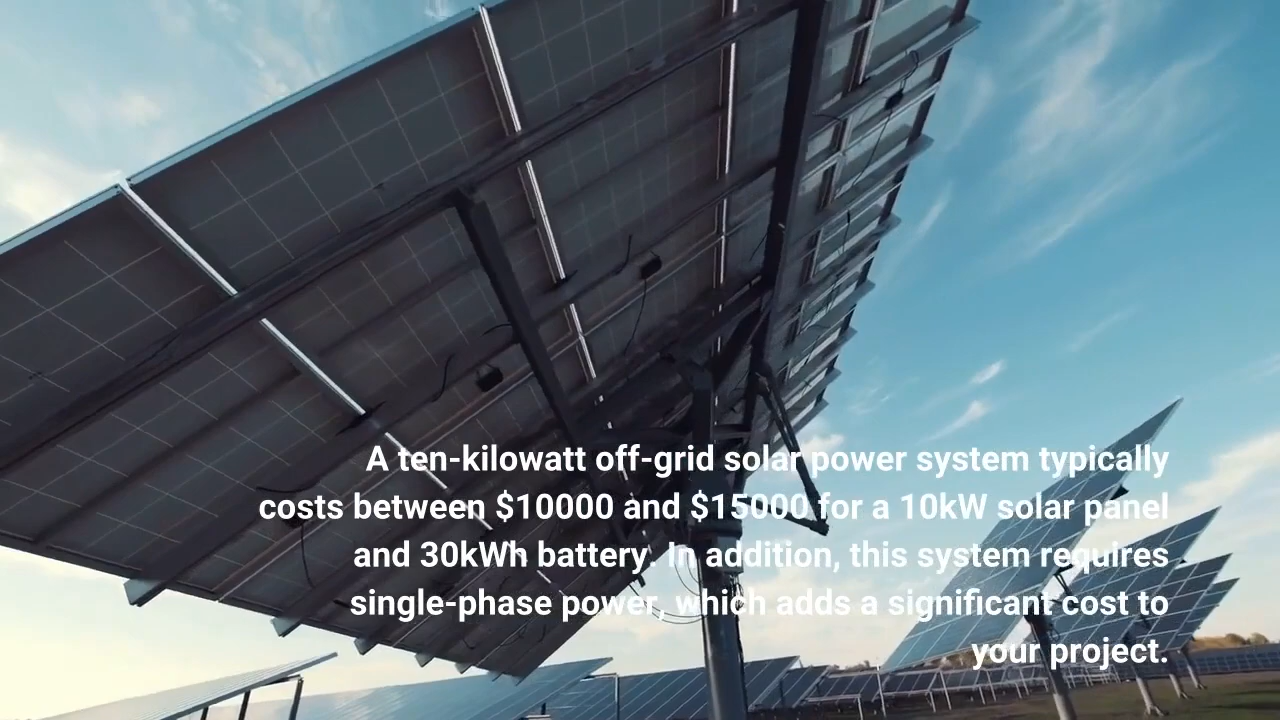 A ten-kilowatt off-grid solar power system typically
costs between $10000 and $15000 for a 10kW solar panel
and 30kWh battery. In addition, this system requires
single-phase power, which adds a significant cost to
your project.